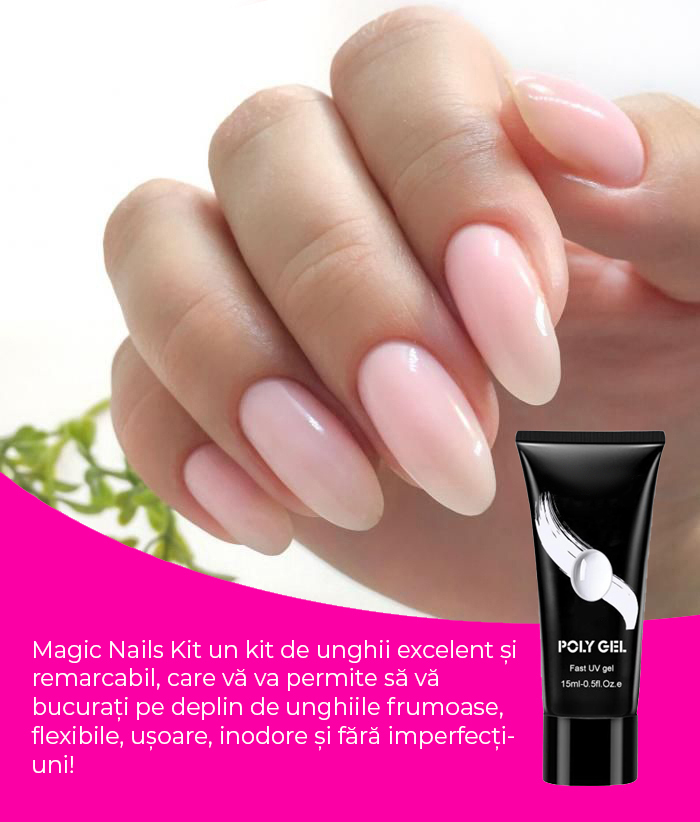 POLY GEL
Fast UV gel
15ml-0.5fl.Oz.e
Magic Nails Kit un kit de unghii excelent și
remarcabil, care vă va permite să vă
bucurați pe deplin de unghiile frumoase,
flexibile, ușoare, inodore și fără imperfecți-
uni!